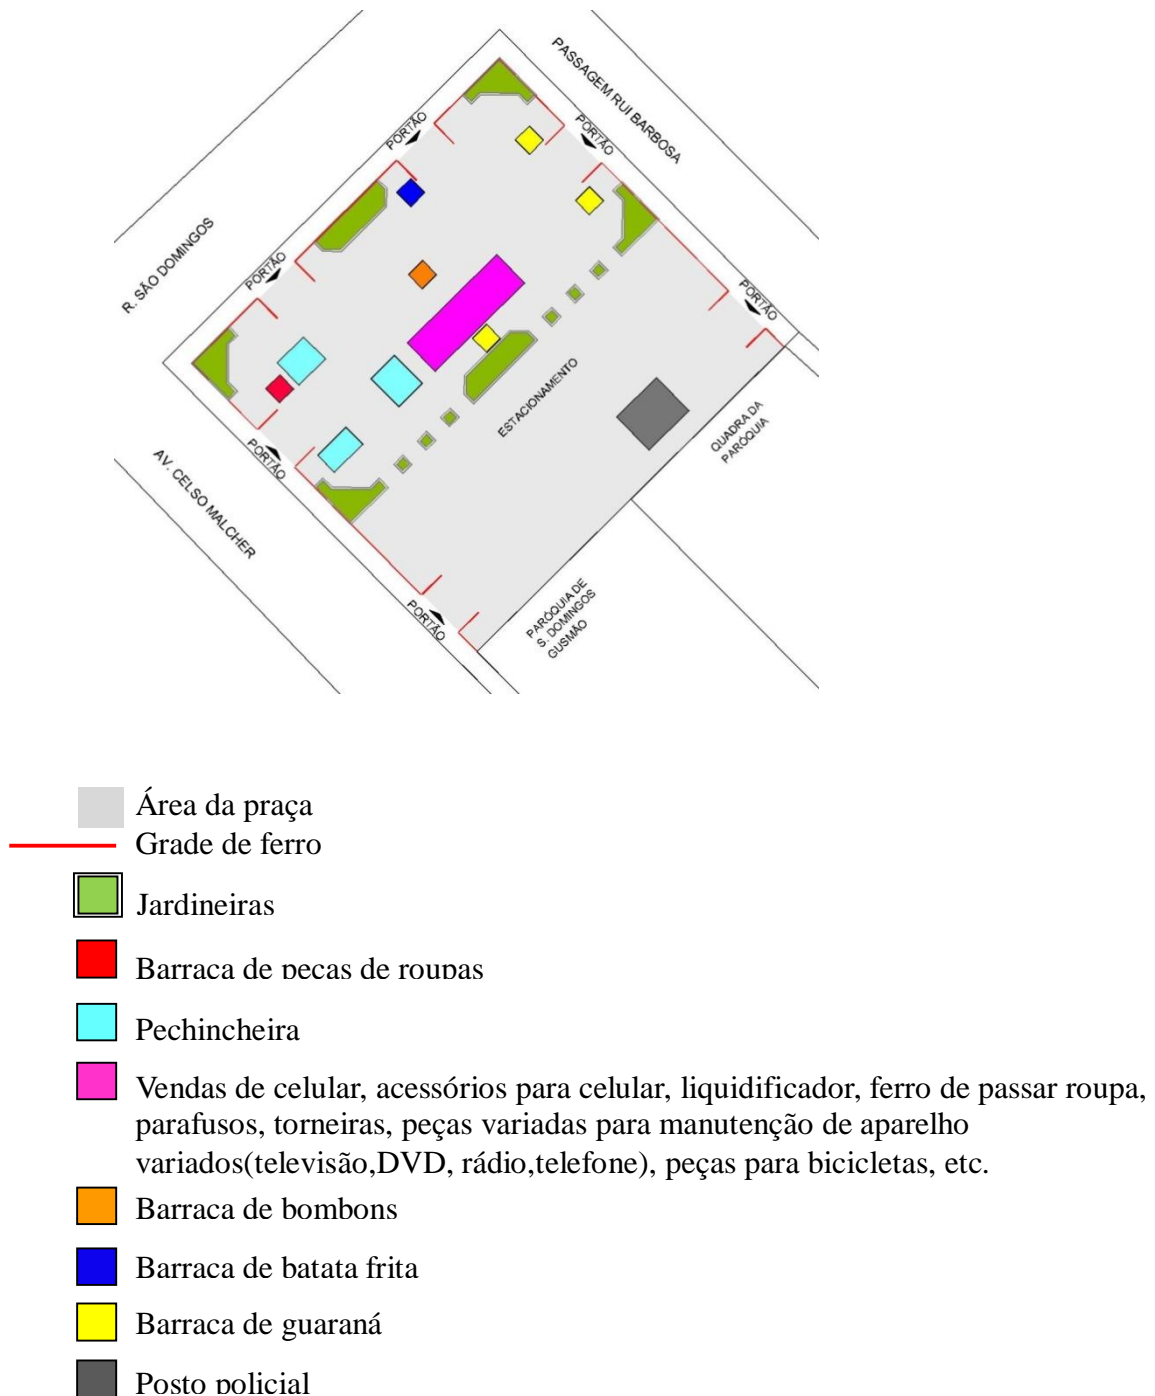 PASSAGEM RUI BARBOSA
PORTÃO
PORTÃO
R. SÃO DOMINGOS
PORTÃO
PORTÃO
ESTACIONAMENTO
QUADRA DA
PARÓQUIA
PORTÃO
AV. CELSO MALCHER
PORTÃO
PARÓQUIA DE
S. DOMINGOS
GUSMÃO
Área da praça
Grade de ferro
Jardineiras
Barraca de peças de roupas
Pechincheira
Vendas de celular, acessórios para celular, liquidificador, ferro de passar roupa,
parafusos, torneiras, peças variadas para manutenção de aparelho
variados(televisão,DVD, rádio,telefone), peças para bicicletas, etc.
Barraca de bombons
Barraca de batata frita
Barraca de guaraná
Posto policial